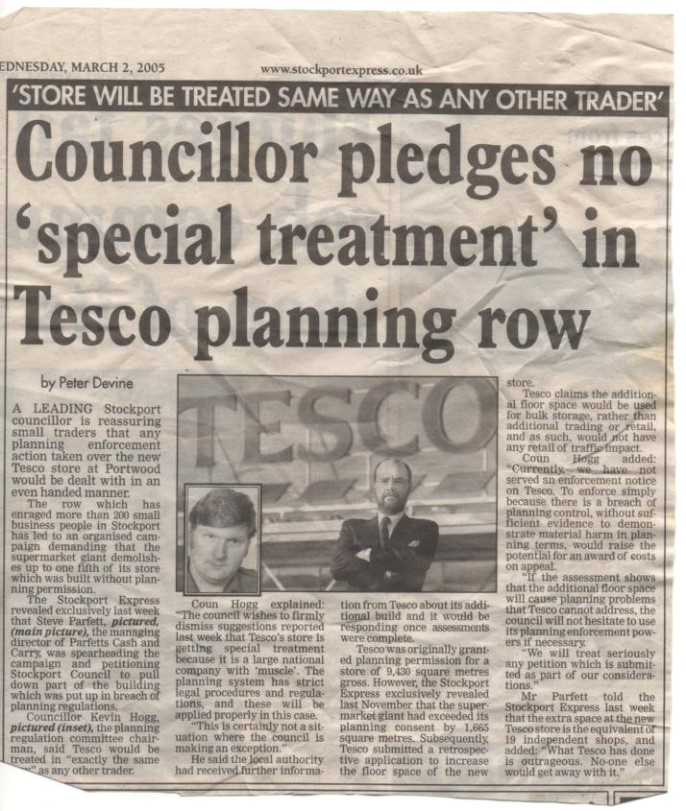 EDNESDAY, MARCH 2, 2005
www.stockportexpress.co.uk
'STORE WILL BE TREATED SAME WAY AS ANY OTHER TRADER'
Councillor pledges no
'special treatment' in
Tesco planning row
by Peter Devine
A LEADING Stockport
councillor is reassuring
small traders that any
planning enforcement
action taken over the new
Tesco store at Portwood
would be dealt with in an
even handed manner.
The row which has
enraged more than 200 small
business people in Stockport
has led to an organised cam-
paign demanding that the
supermarket giant demolish-
es up to one fifth of its store
which was built without plan-
ning permission.
The Stockport Express
revealed exclusively last week
that Steve Parfett, pictured,
(main picture), the managing
director of Parfetts Cash and
Carry, was spearheading the
campaign and petitioning
Stockport Council to pull
down part of the building
which was put up in breach of
planning regulations.
Councillor Kevin Hogg,
pictured (inset), the planning
regulation committee chair-
man, said Tesco would be
treated in "exactly the same
" as any other trader.
TESCO
Coun Hogg explained:
"The council wishes to firmly
dismiss suggestions reported
last week that Tesco's store is
getting special treatment
because it is a large national
company with 'muscle'. The
planning system has strict
legal procedures and regula-
tions, and these will be
applied properly in this case.
"This is certainly not a sit-
uation where the council is
making an exception."
He said the local authority
had received further informa-
tion from Tesco about its addi-
tional build and it would be
responding once assessments
were complete.
Tesco was originally grant-
ed planning permission for a
store of 9,430 square metres
gross. However, the Stockport
Express exclusively revealed
last November that the super-
market giant had exceeded its
planning consent by 1,665
square metres. Subsequently,
Tesco submitted a retrospec-
tive application to increase
the floor space of the new
store.
Tesco claims the addition-
al floor space would be used
for bulk storage, rather than
additional trading or retail,
and as such, would not have
any retail of traffic impact.
Coun Hogg added:
"Currently, we have not
served an enforcement notice
on Tesco. To enforce simply
because there is a breach of
planning control, without suf-
ficient evidence to demon-
strate material harm in plan-
ning terms, would raise the
potential for an award of costs
on appeal.
"If the assessment shows
that the additional floor space
will cause planning problems
that Tesco cannot address, the
council will not hesitate to use
its planning enforcement pow-
ers if necessary.
"We will treat seriously
any petition which is submit-
ted as part of our considera-
tions."
Mr Parfett told the
Stockport Express last week
that the extra space at the new
Tesco store is the equivalent of
19 independent shops, and
added: "What Tesco has done
is outrageous. No-one else
would get away with it."